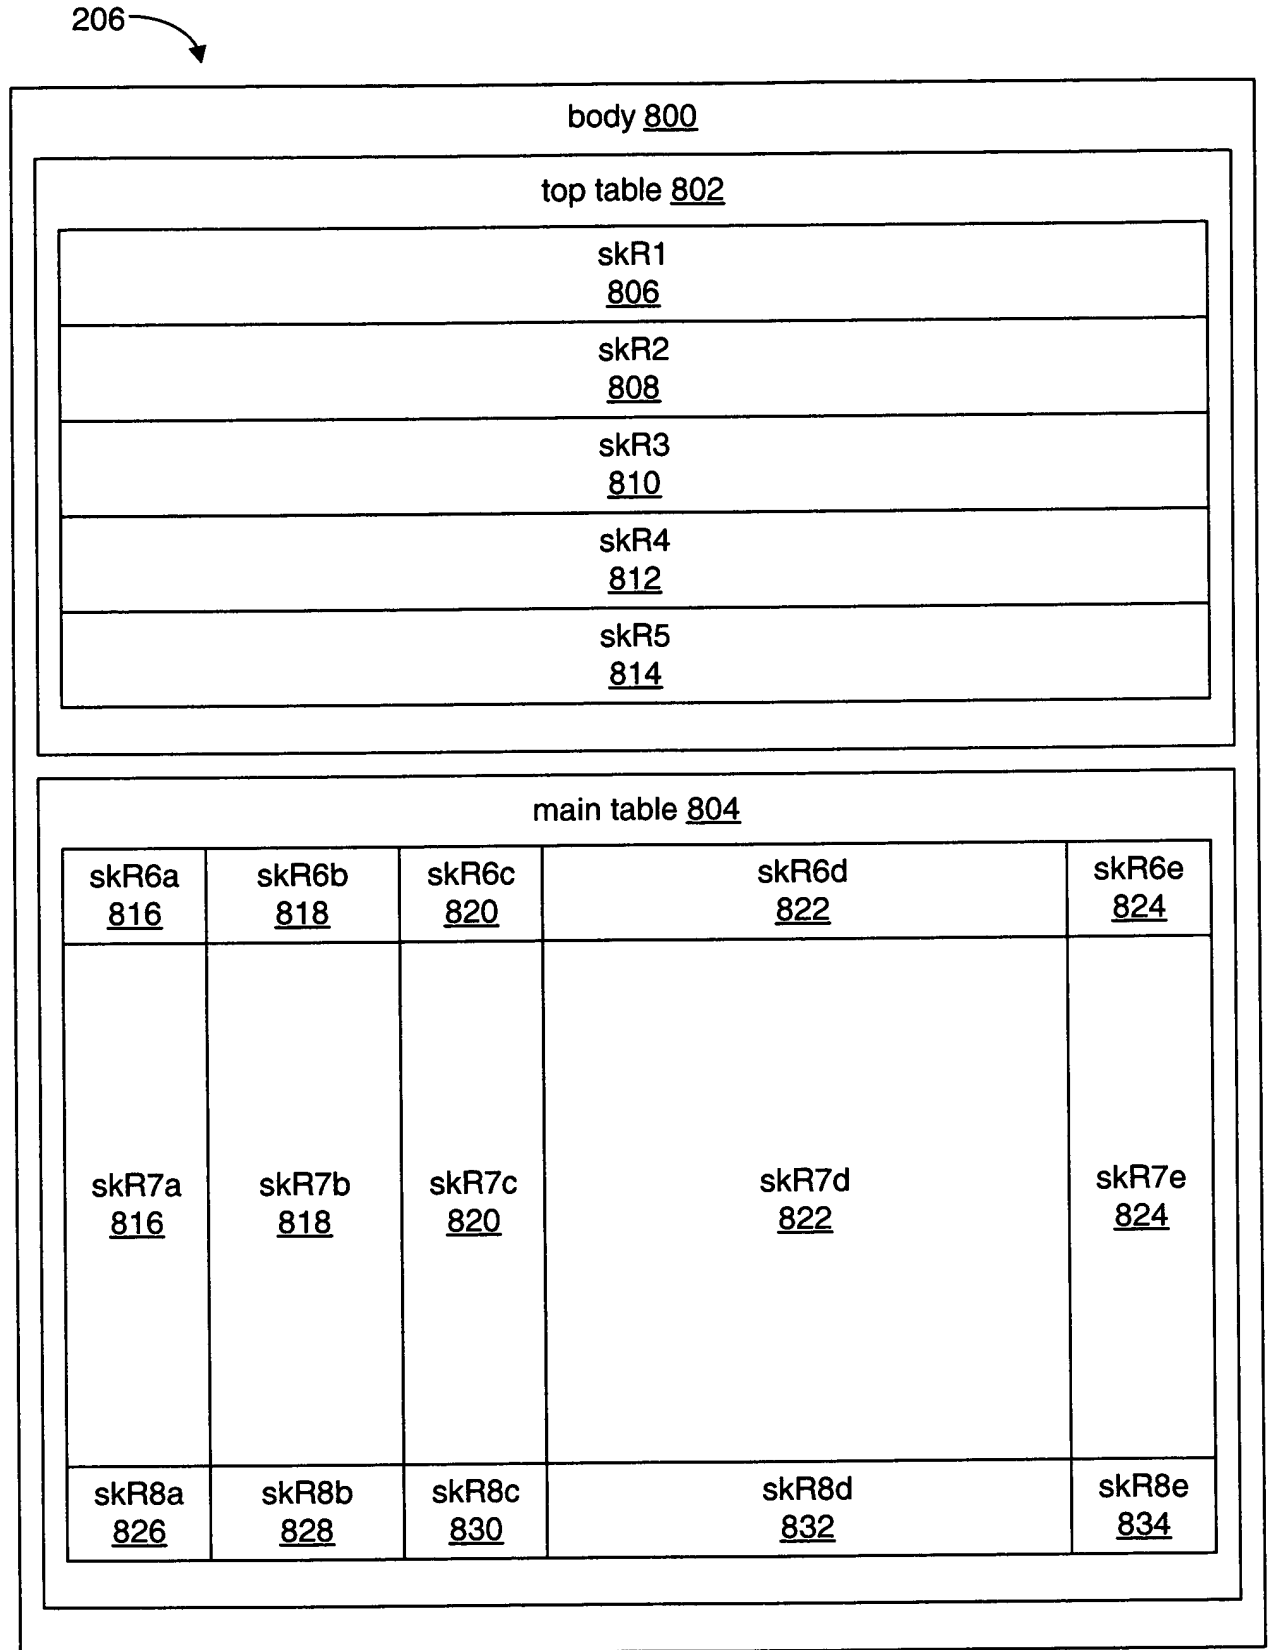 206
body 800
top table 802
skR1
806
skR2
808
skR3
810
skR4
812
skR5
814
main table 804
skR6a skR6b skR6c skR6d skR6e
816 818 820 822 824
skR7a skR7b skR7c skR7d skR7e
816 818 820 822 824
skR8a skR8b skR8c skR8d skR8e
826 828 830 832 834